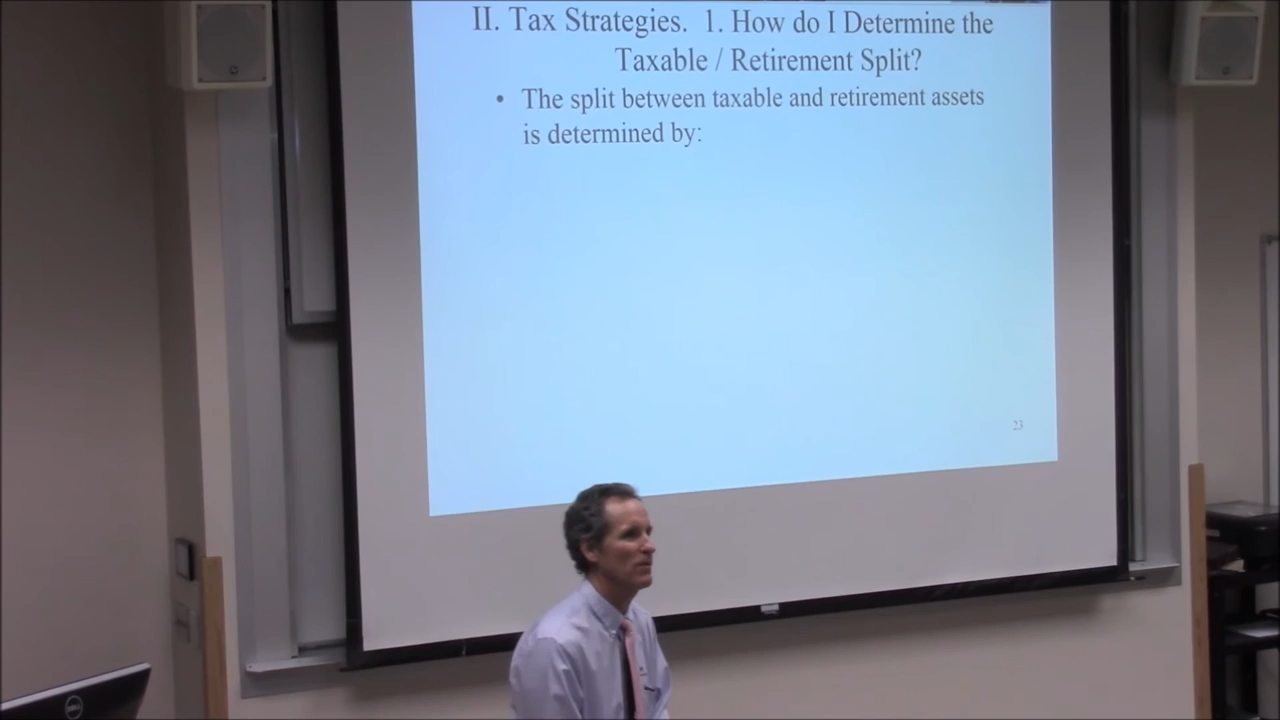 II. Tax Strategies. 1. How do I Determine the
Taxable / Retirement Split?
• The split between taxable and retirement assets
is determined by:
23
DELL